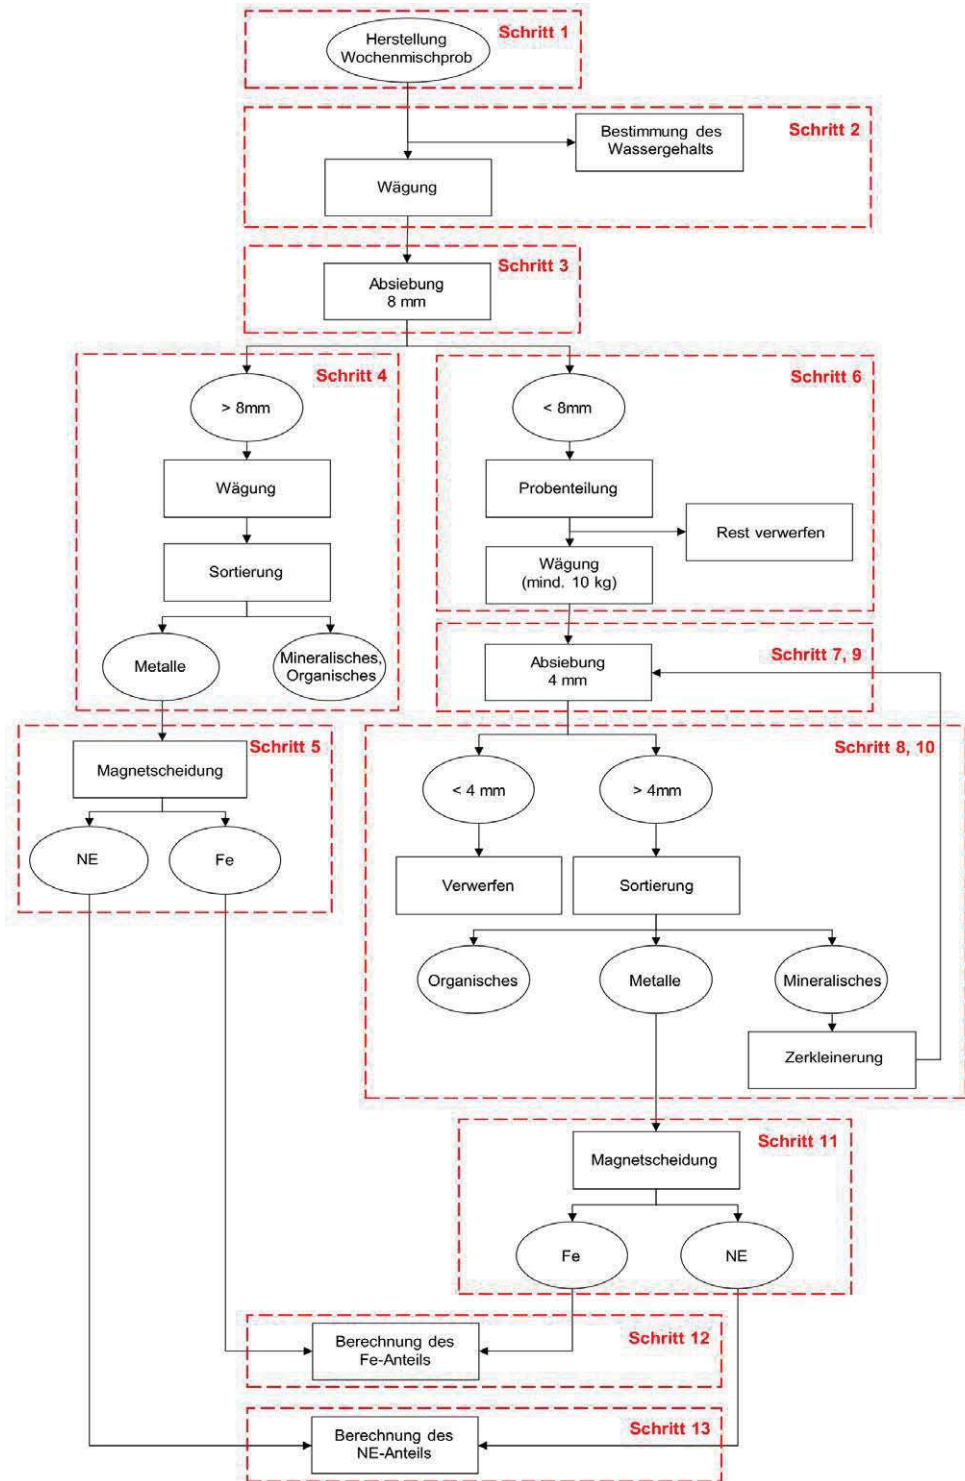 Schritt 1
Herstellung
Wochenmischprob
Schritt 2
Bestimmung des
Wassergehalts
Wägung
Schritt 3
Absiebung
8 mm
Schritt 4
> 8mm
Wägung
Sortierung
Metalle
Mineralisches,
Organisches
Schritt 5
Magnetscheidung
NE
Fe
Schritt 6
< 8mm
Probenteilung
Rest verwerfen
Wägung
(mind. 10 kg)
Schritt 7, 9
Absiebung
4 mm
Schritt 8, 10
< 4 mm
> 4mm
Verwerfen
Sortierung
Organisches
Metalle
Mineralisches
Zerkleinerung
Schritt 11
Magnetscheidung
Fe
NE
Schritt 12
Berechnung des
Fe-Anteils
Schritt 13
Berechnung des
NE-Anteils